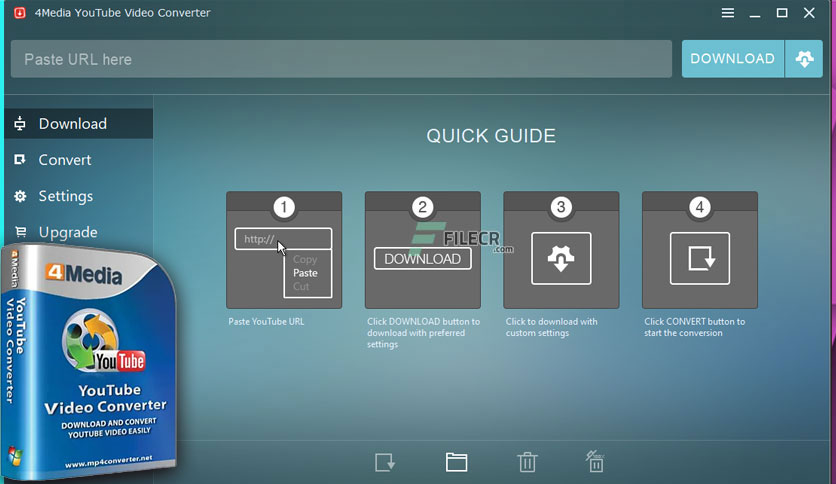 4Media YouTube Video Converter
Paste URL here
DOWNLOAD
Download
Convert
Settings
Upgrade
QUICK GUIDE
1
http://
Copy
Paste
Cut
Paste YouTube URL
2
DOWNLOAD
Click DOWNLOAD button to
download with preferred
settings
3
Click to download with
custom settings
4
Click CONVERT button to
start the conversion
FILECR
.com
4Media
YouTube
Video Converter
4Media
YouTube
YouTube
Video Converter
DOWNLOAD AND CONVERT
YOUTUBE VIDEO EASILY
www.mp4converter.net